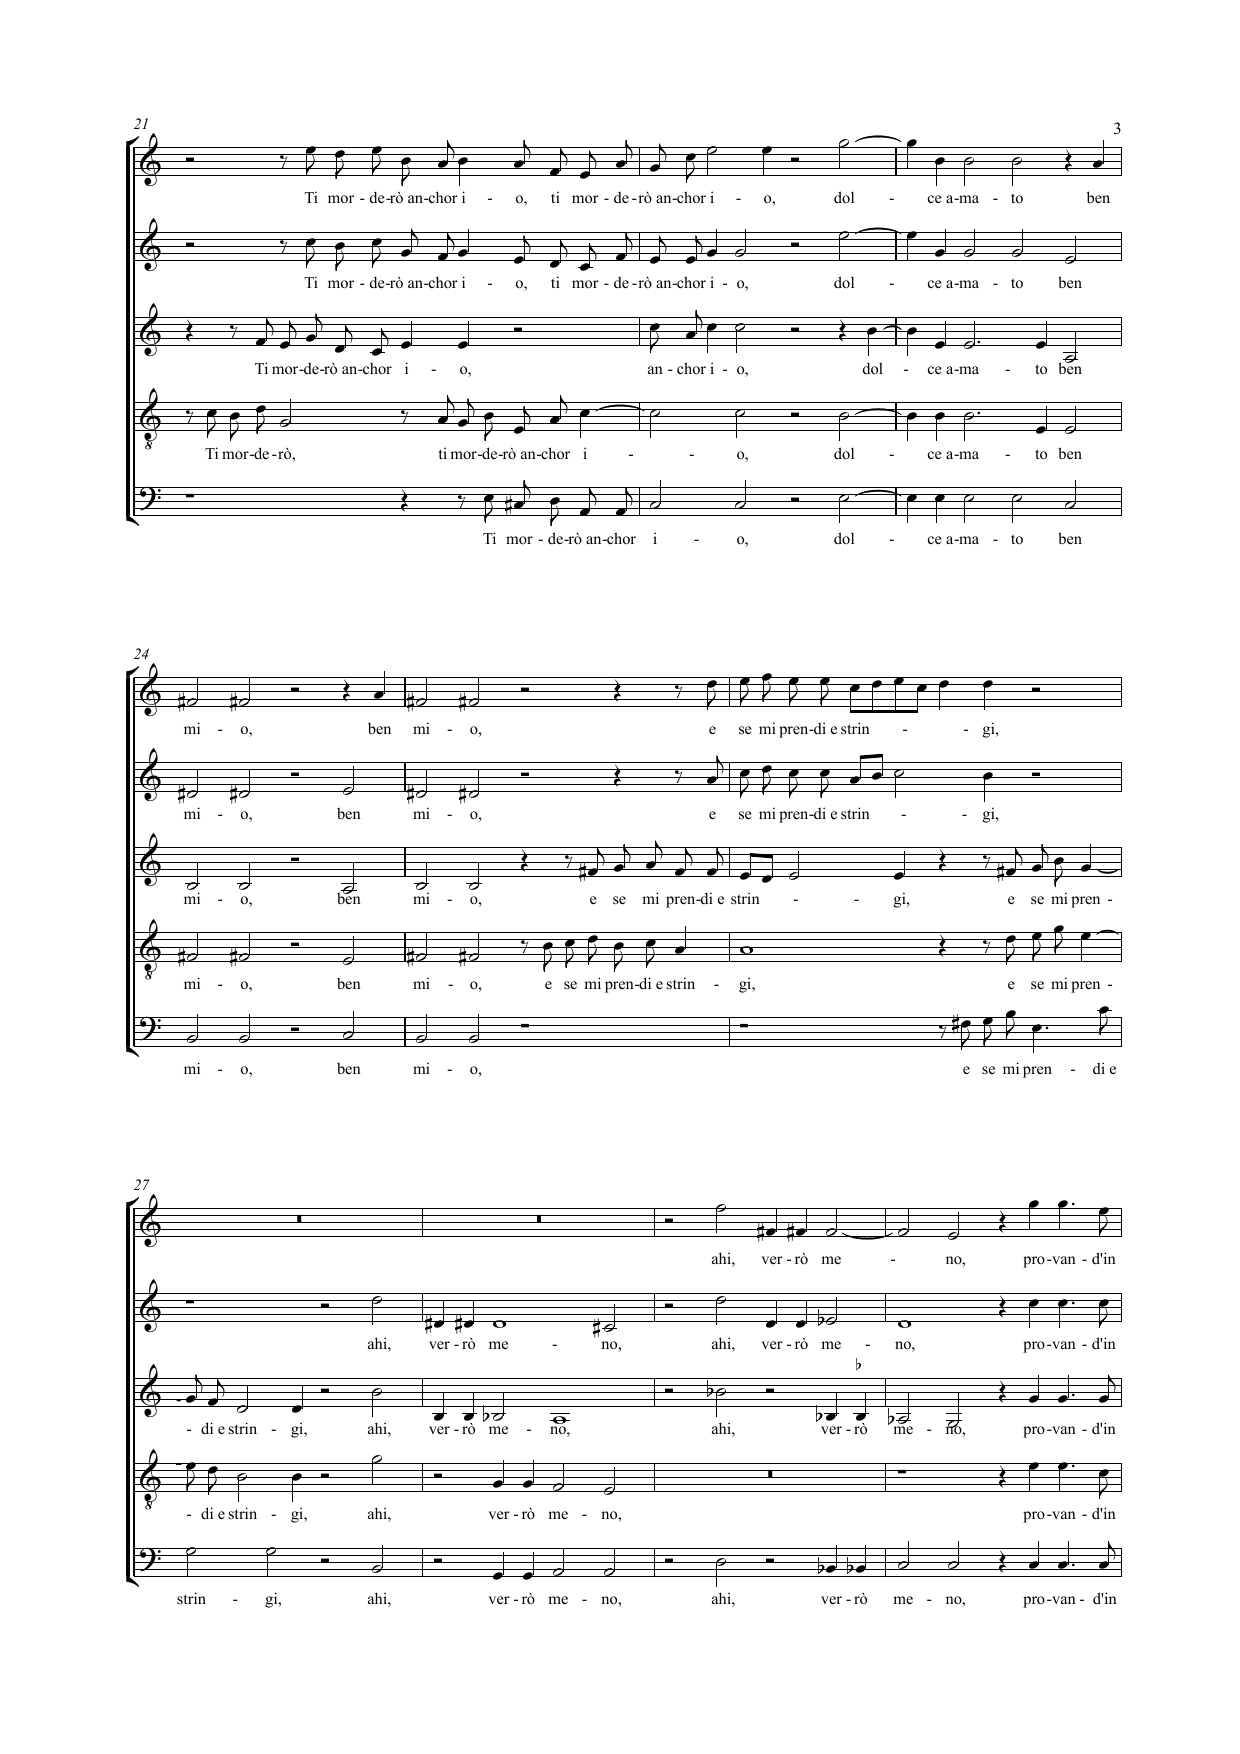 21
3
Ti mor - de-rò an-chor i - o, ti mor - de-rò an-chor i - o, dol - ce a-ma - to ben
Ti mor - de-rò an-chor i - o, ti mor - de-rò an-chor i - o, dol - ce a-ma - to ben
Ti mor-de-rò an-chor i - o, an - chor i - o, dol - ce a-ma - to ben
8
Ti mor-de-rò, ti mor-de-rò an-chor i - - o, dol - ce a-ma - to ben
Ti mor - de-rò an-chor i - o, dol - ce a-ma - to ben
24
mi - o, ben mi - o, e se mi pren-di e strin - - gi,
mi - o, ben mi - o, e se mi pren-di e strin - - gi,
mi - o, ben mi - o, e se mi pren-di e strin - - gi, e se mi pren -
8
mi - o, ben mi - o, e se mi pren-di e strin - gi, e se mi pren -
mi - o, ben mi - o, e se mi pren - di e
27
ahi, ver - rò me - no, pro-van - d'in
ahi, ver - rò me - no, ahi, ver - rò me - no, pro-van - d'in
- di e strin - gi, ahi, ver - rò me - no, ahi, ver - rò me - no, pro-van - d'in
8
- di e strin - gi, ahi, ver - rò me - no, pro-van - d'in
strin - gi, ahi, ver - rò me - no, ahi, ver - rò me - no, pro-van - d'in